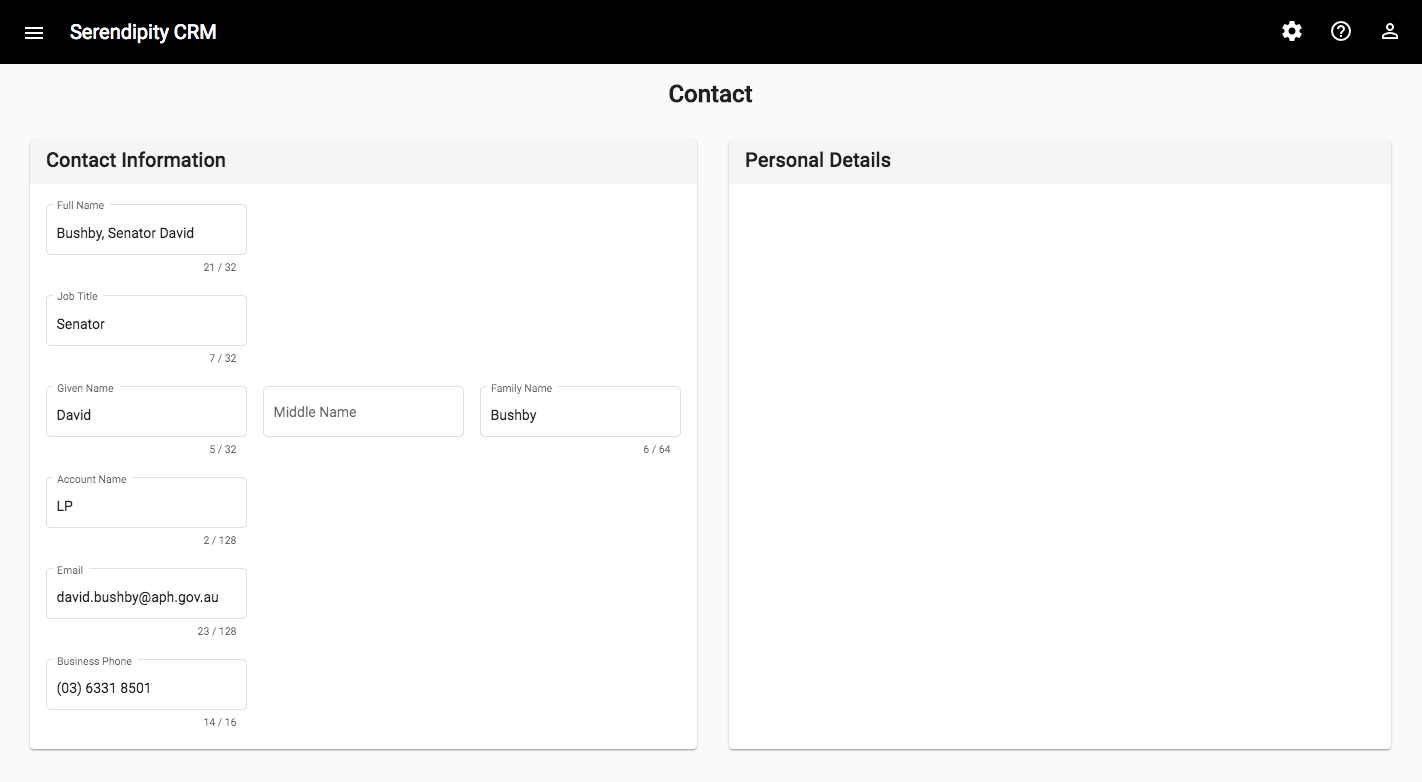 Serendipity CRM
Contact
Contact Information
Full Name
Bushby, Senator David
21 / 32
Job Title
Senator
7 / 32
Given Name
David
5 / 32
Middle Name
Family Name
Bushby
6 / 64
Account Name
LP
2 / 128
Email
david.bushby@aph.gov.au
23 / 128
Business Phone
(03) 6331 8501
14 / 16
Personal Details